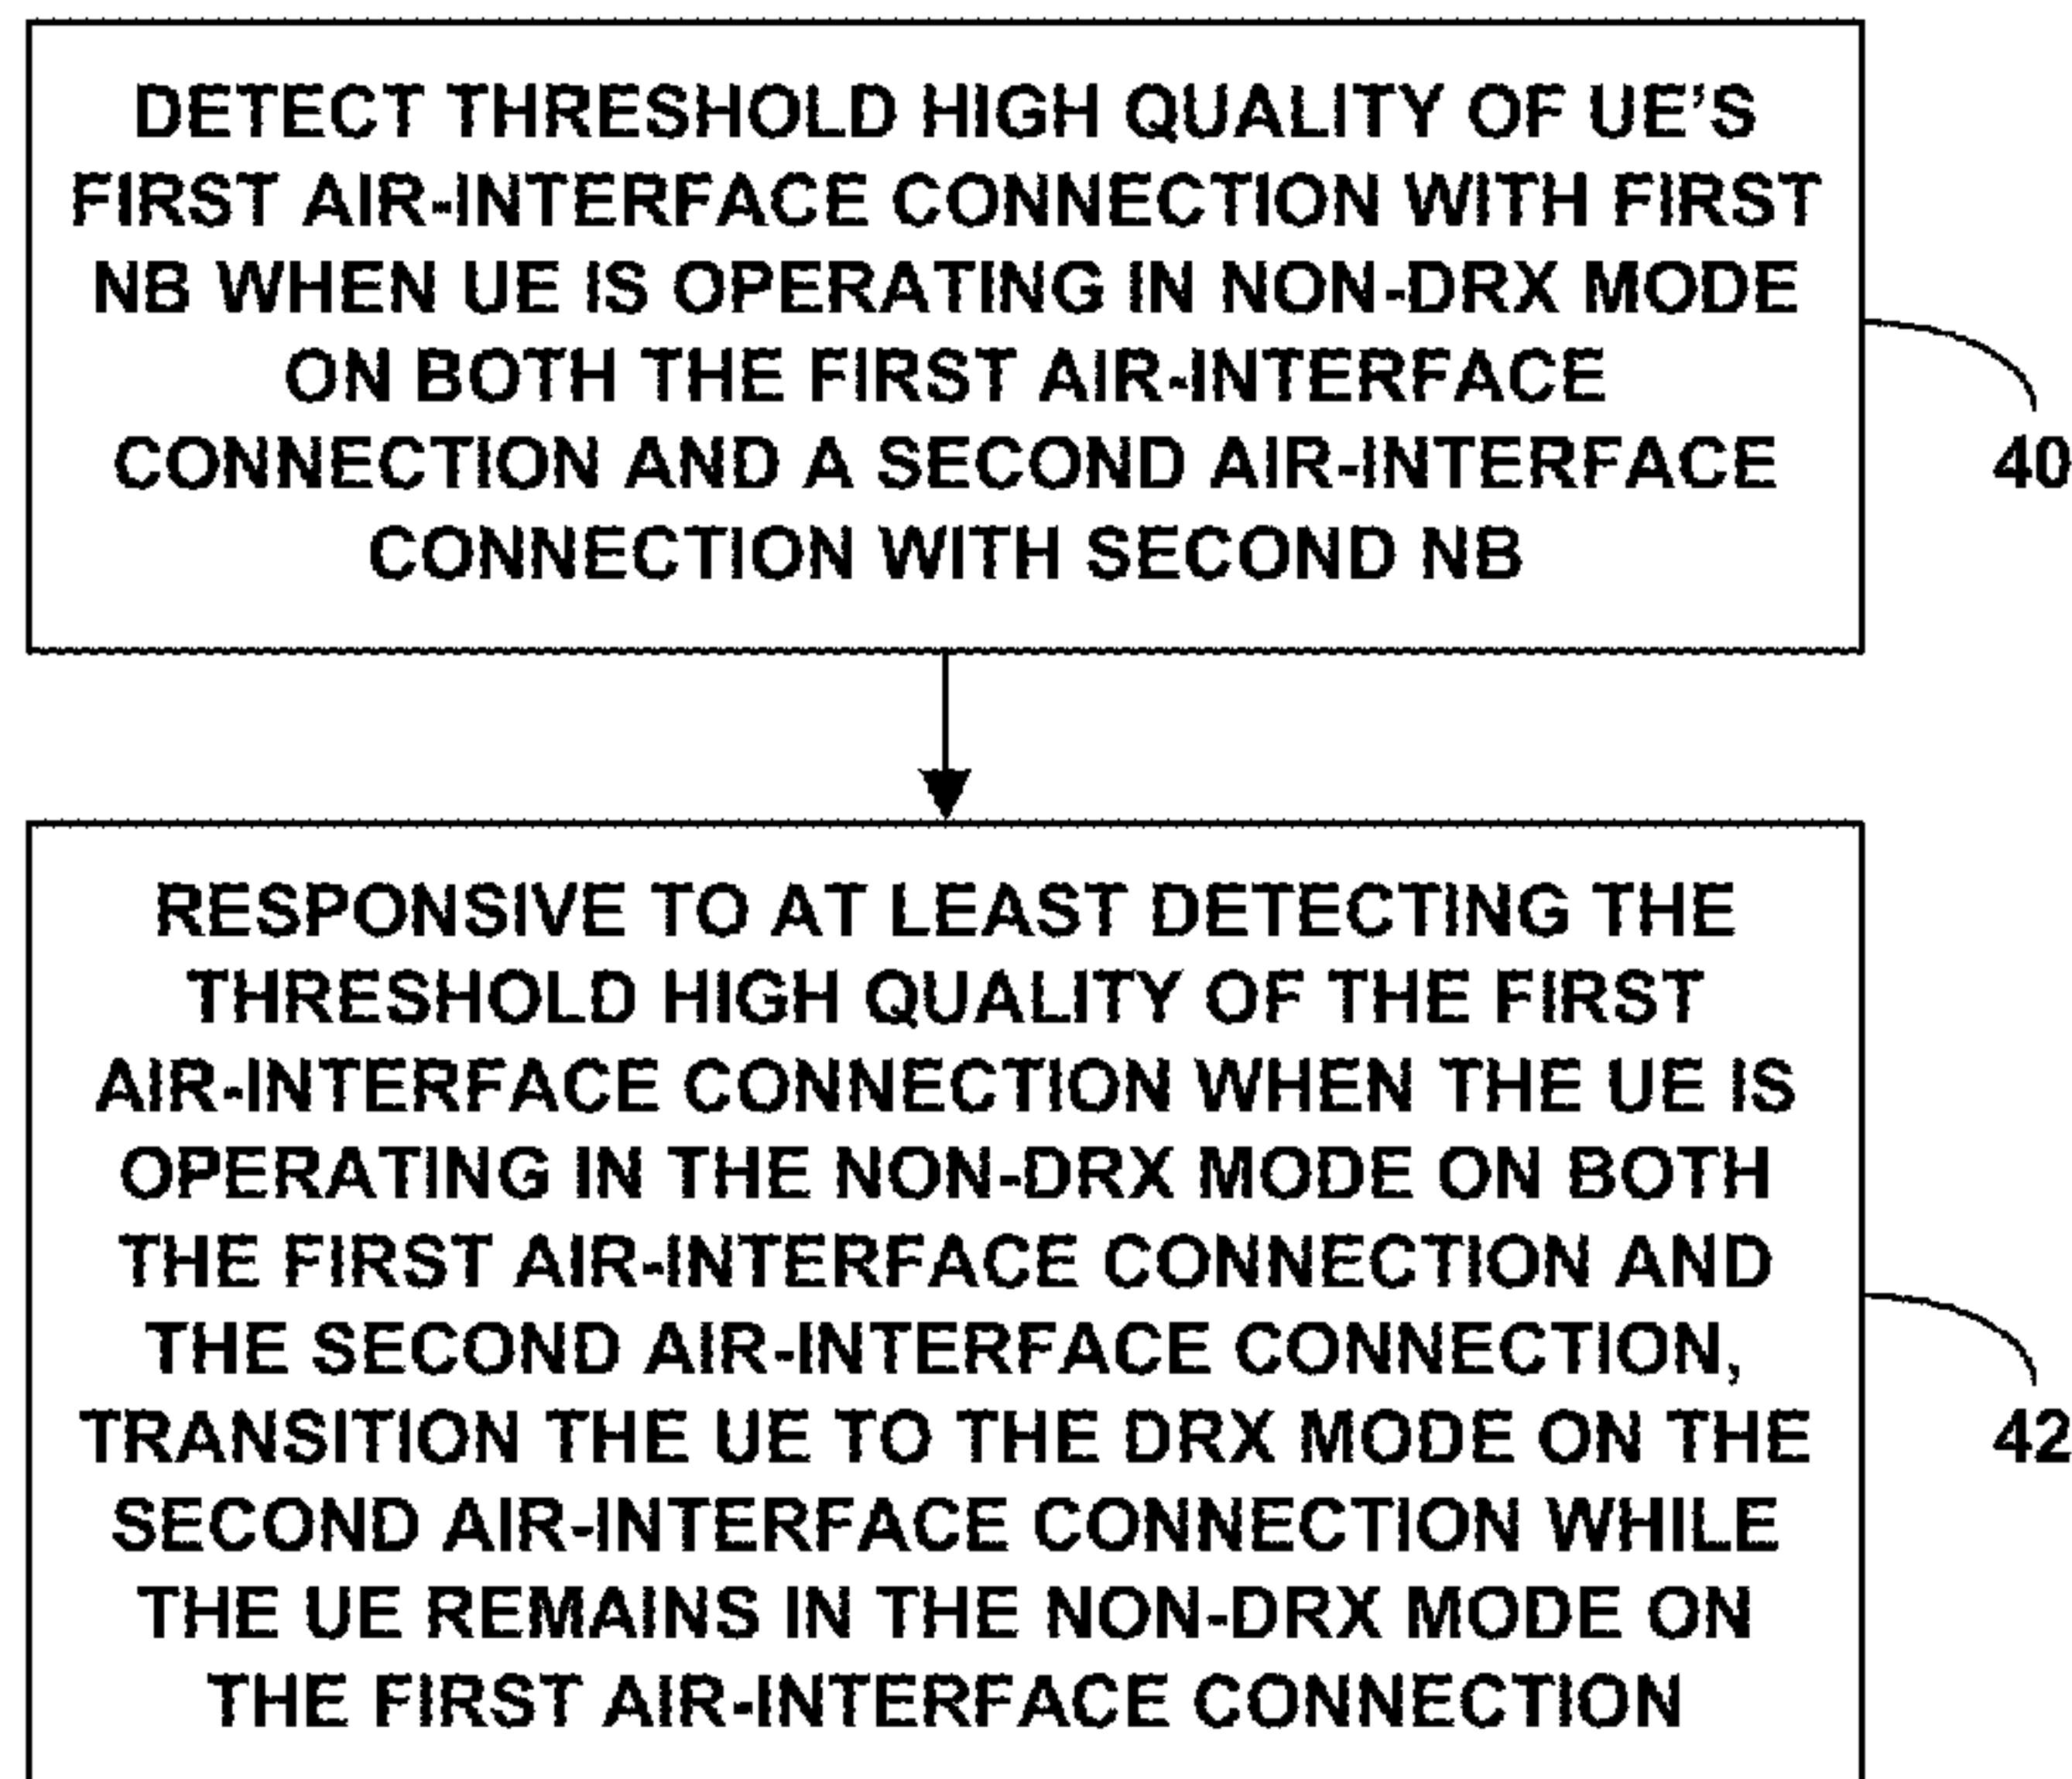 DETECT THRESHOLD HIGH QUALITY OF UE'S
FIRST AIR-INTERFACE CONNECTION WITH FIRST
NB WHEN UE IS OPERATING IN NON-DRX MODE
ON BOTH THE FIRST AIR-INTERFACE
CONNECTION AND A SECOND AIR-INTERFACE
CONNECTION WITH SECOND NB
40
RESPONSIVE TO AT LEAST DETECTING THE
THRESHOLD HIGH QUALITY OF THE FIRST
AIR-INTERFACE CONNECTION WHEN THE UE IS
OPERATING IN THE NON-DRX MODE ON BOTH
THE FIRST AIR-INTERFACE CONNECTION AND
THE SECOND AIR-INTERFACE CONNECTION,
TRANSITION THE UE TO THE DRX MODE ON THE
SECOND AIR-INTERFACE CONNECTION WHILE
THE UE REMAINS IN THE NON-DRX MODE ON
THE FIRST AIR-INTERFACE CONNECTION
42